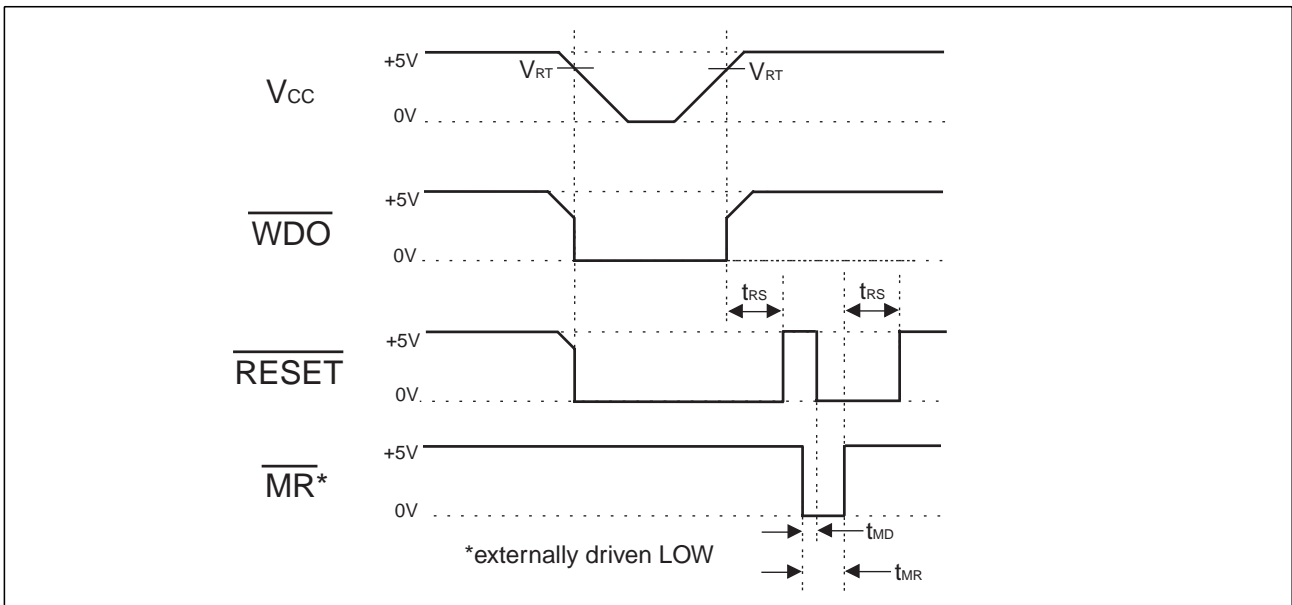 +5V
VRT
VRT
VCC
0V
+5V
WDO
0V
tRS
tRS
+5V
RESET
0V
+5V
MR*
0V
tMD
*externally driven LOW
tMR